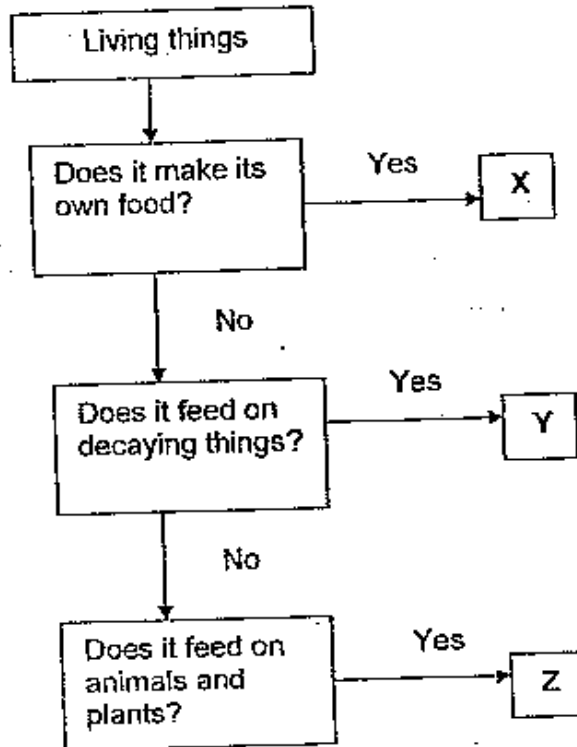 Living things
Does it make its
own food?
Yes
X
No
Does it feed on
decaying things?
Yes
Y
No
Does it feed on
animals and
plants?
Yes
Z